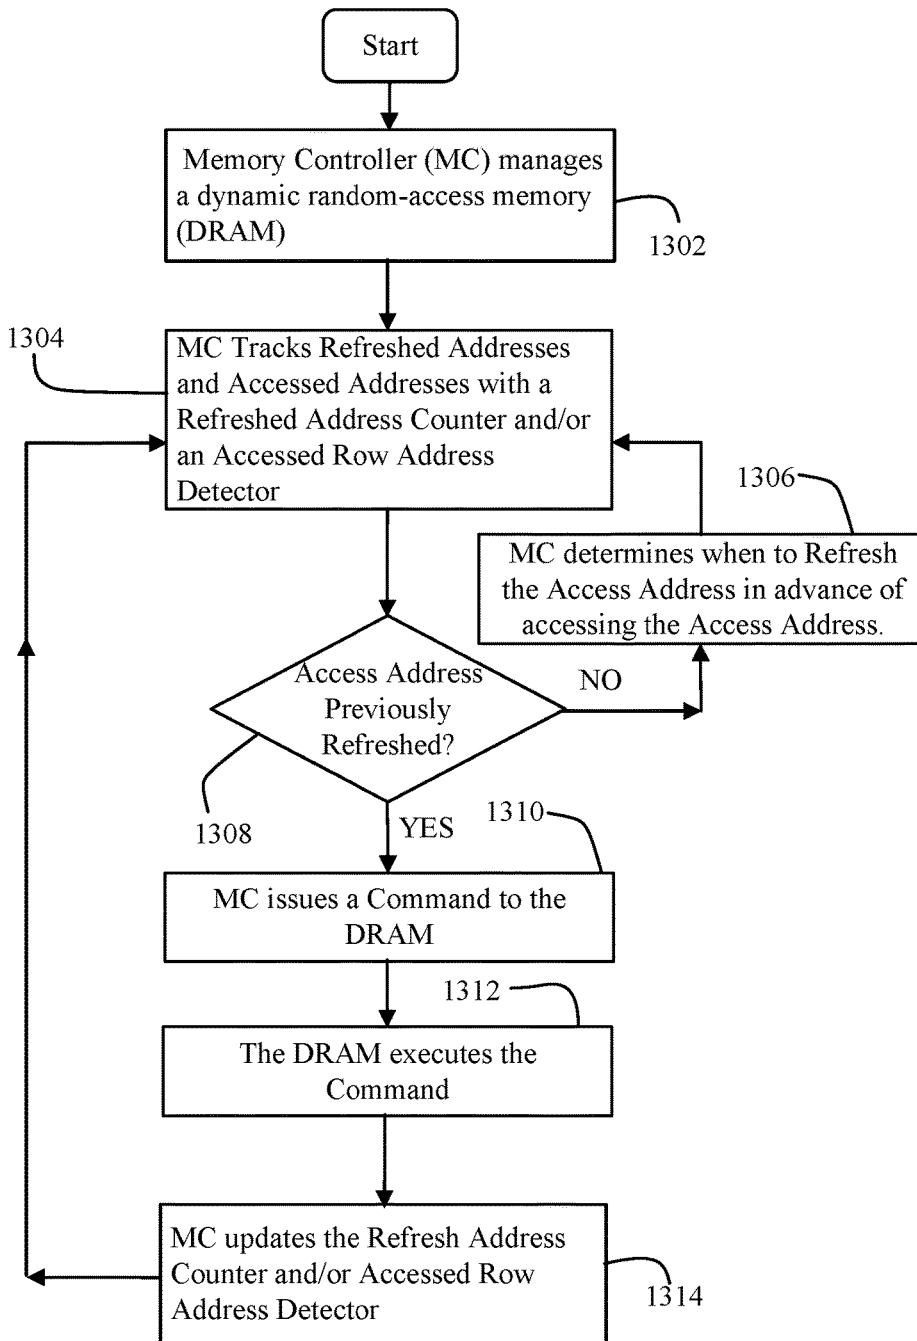 Start
Memory Controller (MC) manages
a dynamic random-access memory
(DRAM)
1302
1304
MC Tracks Refreshed Addresses
and Accessed Addresses with a
Refreshed Address Counter and/or
an Accessed Row Address
Detector
1306
MC determines when to Refresh
the Access Address in advance of
accessing the Access Address.
Access Address
Previously
Refreshed?
NO
1308
YES
1310
MC issues a Command to the
DRAM
1312
The DRAM executes the
Command
MC updates the Refresh Address
Counter and/or Accessed Row
Address Detector
1314